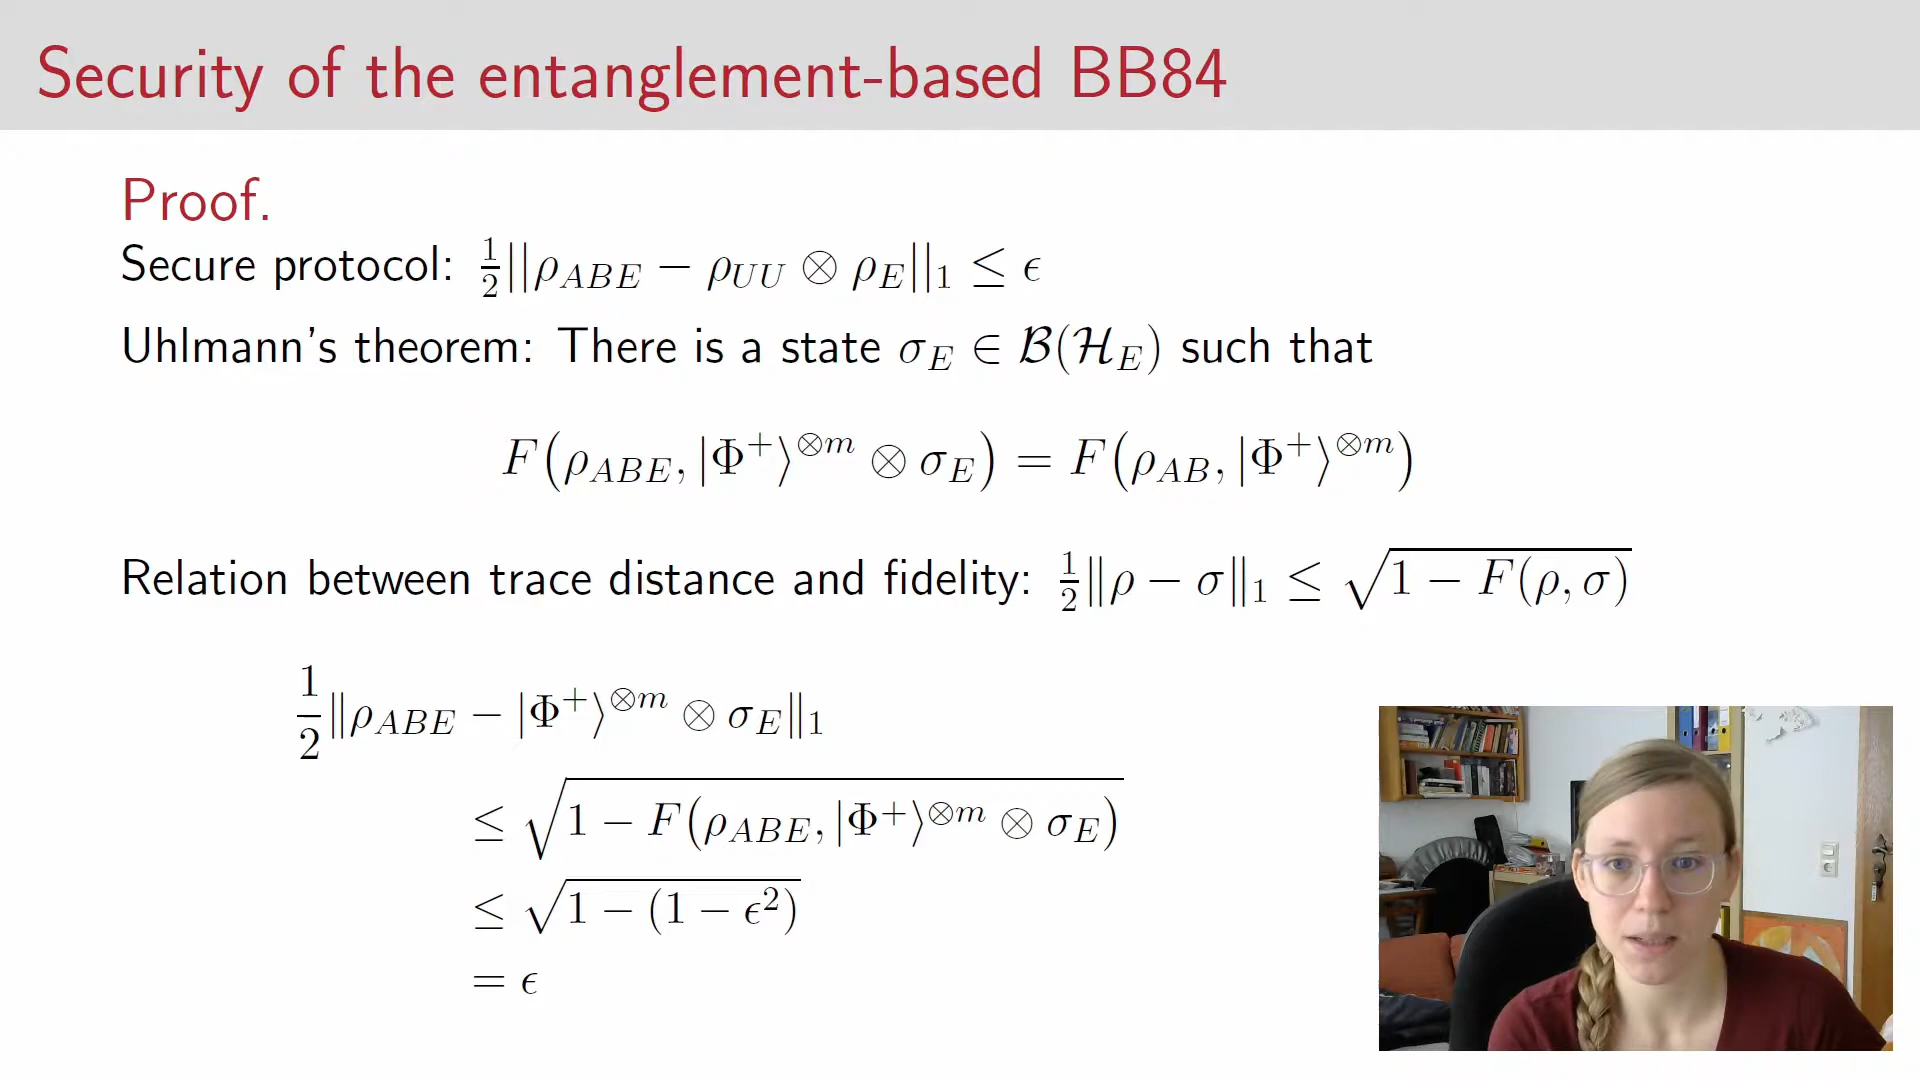 Security of the entanglement-based BB84
Proof.
Secure protocol: ½||ρ_ABE − ρ_UU ⊗ ρ_E||₁ ≤ ϵ
Uhlmann's theorem: There is a state σ_E ∈ 𝓑(𝓗_E) such that
F(ρ_ABE, |Φ⁺⟩^⊗m ⊗ σ_E) = F(ρ_AB, |Φ⁺⟩^⊗m)
Relation between trace distance and fidelity: ½‖ρ − σ‖₁ ≤ √(1 − F(ρ, σ))
½‖ρ_ABE − |Φ⁺⟩^⊗m ⊗ σ_E‖₁
≤ √(1 − F(ρ_ABE, |Φ⁺⟩^⊗m ⊗ σ_E))
≤ √(1 − (1 − ϵ²))
= ϵ